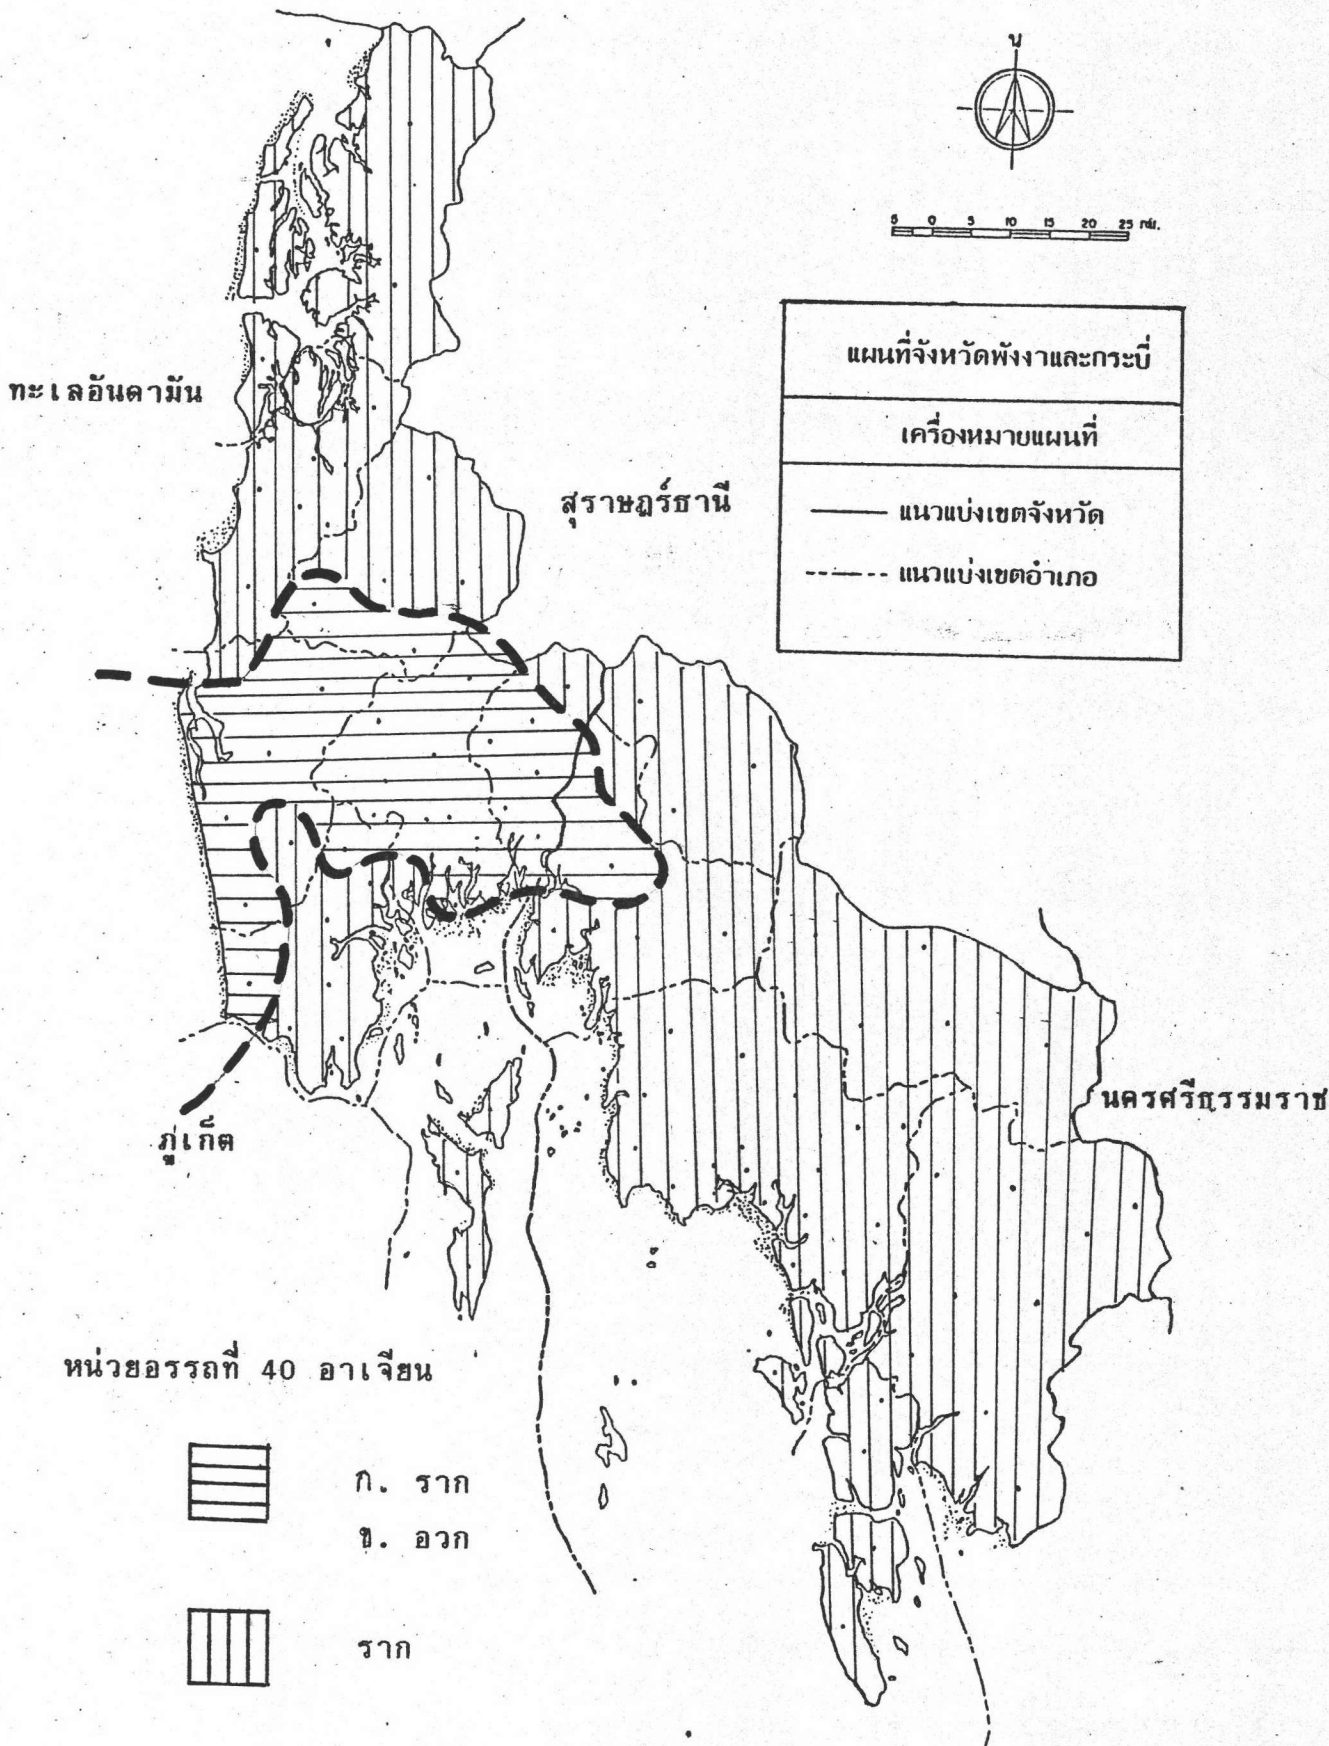 น
5 0 5 10 15 20 25 กม.
แผนที่จังหวัดพังงาและกระบี่
เครื่องหมายแผนที่
แนวแบ่งเขตจังหวัด
แนวแบ่งเขตอำเภอ
ทะเลอันดามัน
สุราษฎร์ธานี
นครศรีธรรมราช
ภูเก็ต
หน่วยอรรถที่ 40 อาเจียน
ก. ราก
ข. อวก
ราก